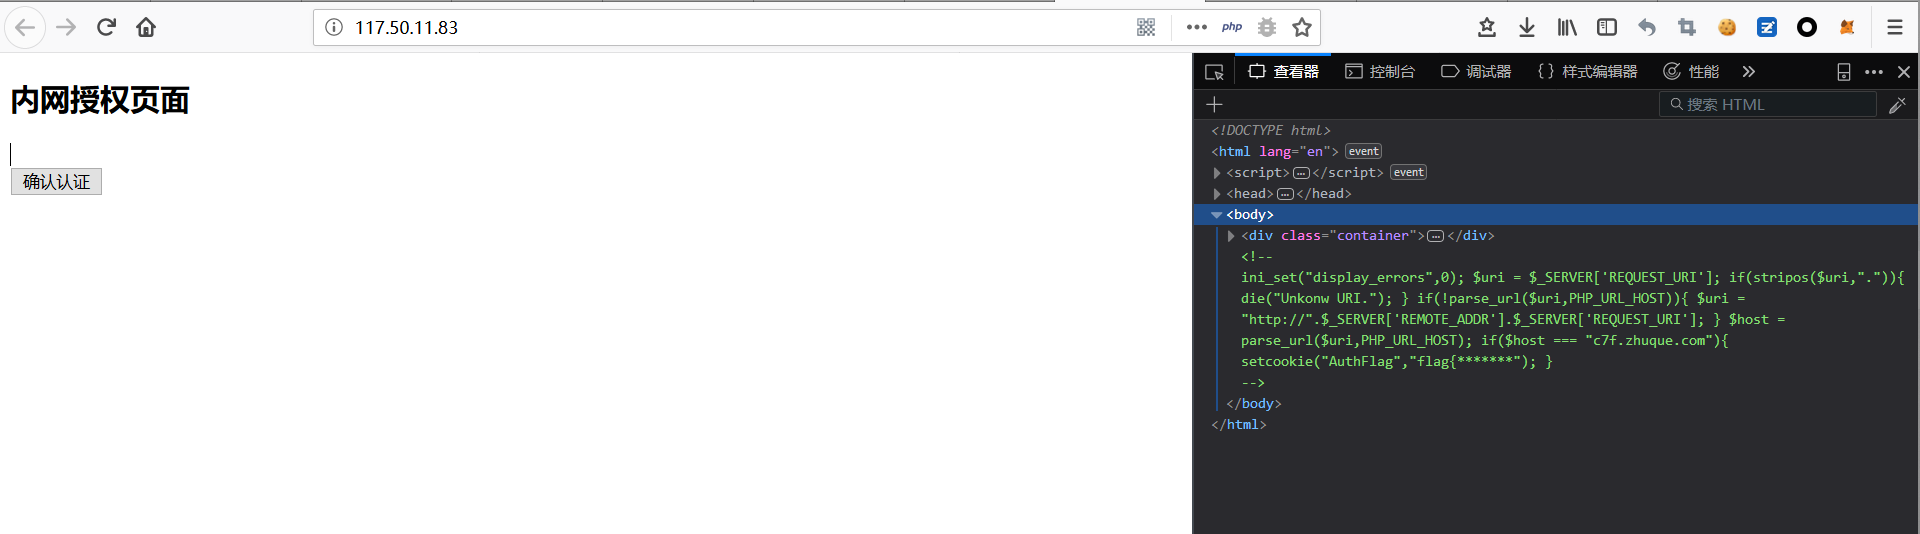 117.50.11.83
php
内网授权页面
确认认证
查看器
控制台
调试器
{} 样式编辑器
性能
搜索 HTML
<!DOCTYPE html>
<html lang="en"> event
<script>…</script> event
<head>…</head>
<body>
<div class="container">…</div>
<!--
ini_set("display_errors",0); $uri = $_SERVER['REQUEST_URI']; if(stripos($uri,".")){
die("Unkonw URI."); } if(!parse_url($uri,PHP_URL_HOST)){ $uri =
"http://".$_SERVER['REMOTE_ADDR'].$_SERVER['REQUEST_URI']; } $host =
parse_url($uri,PHP_URL_HOST); if($host === "c7f.zhuque.com"){
setcookie("AuthFlag","flag{*******"); }
-->
</body>
</html>